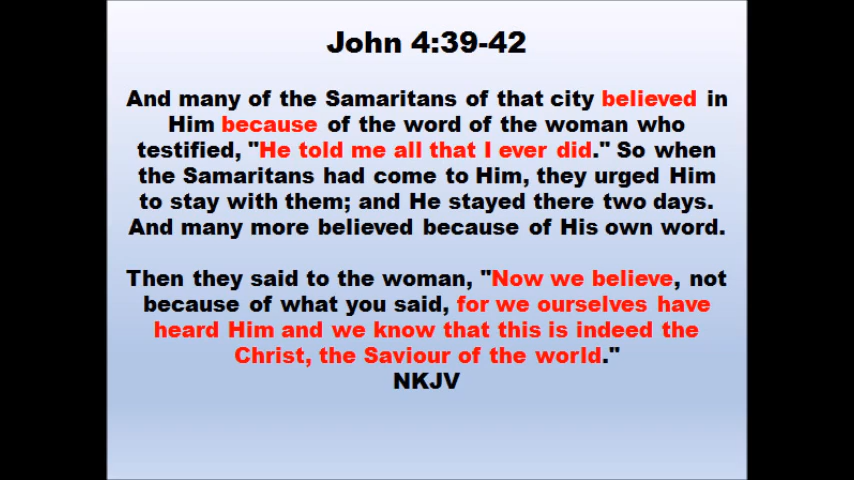 John 4:39-42
And many of the Samaritans of that city believed in
Him because of the word of the woman who
testified, "He told me all that I ever did." So when
the Samaritans had come to Him, they urged Him
to stay with them; and He stayed there two days.
And many more believed because of His own word.
Then they said to the woman, "Now we believe, not
because of what you said, for we ourselves have
heard Him and we know that this is indeed the
Christ, the Saviour of the world."
NKJV